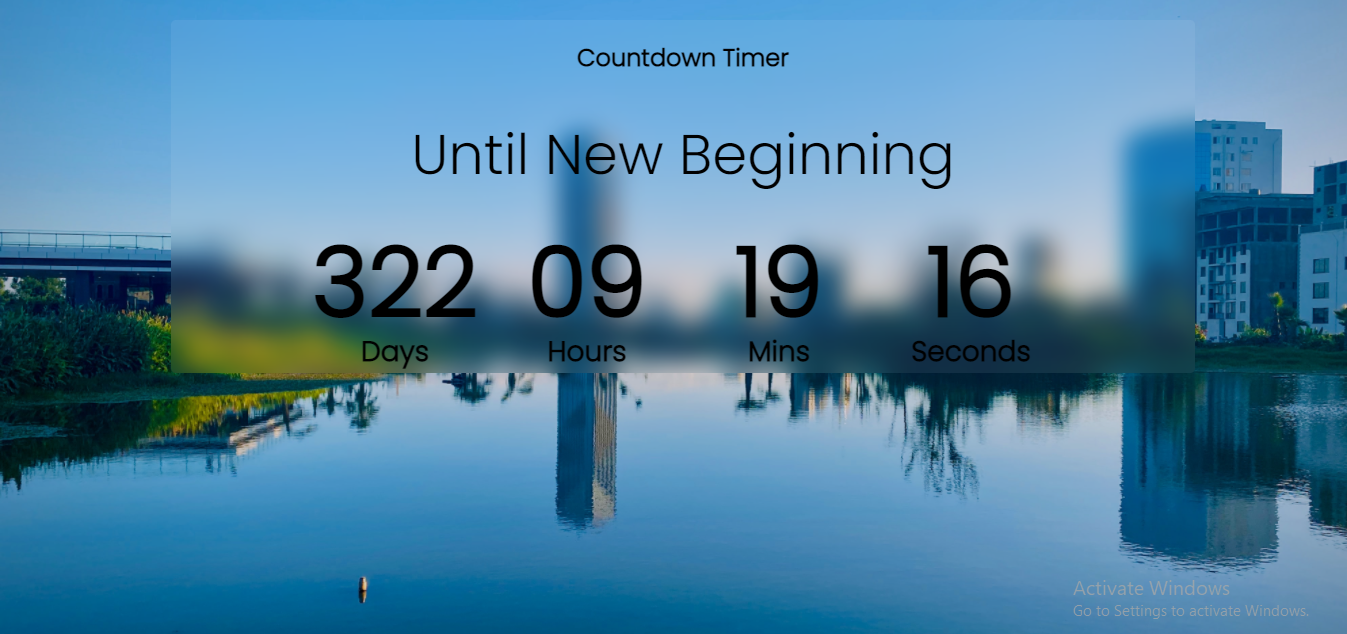 Countdown Timer
Until New Beginning
322 09 19 16
Days Hours Mins Seconds
Activate Windows
Go to Settings to activate Windows.